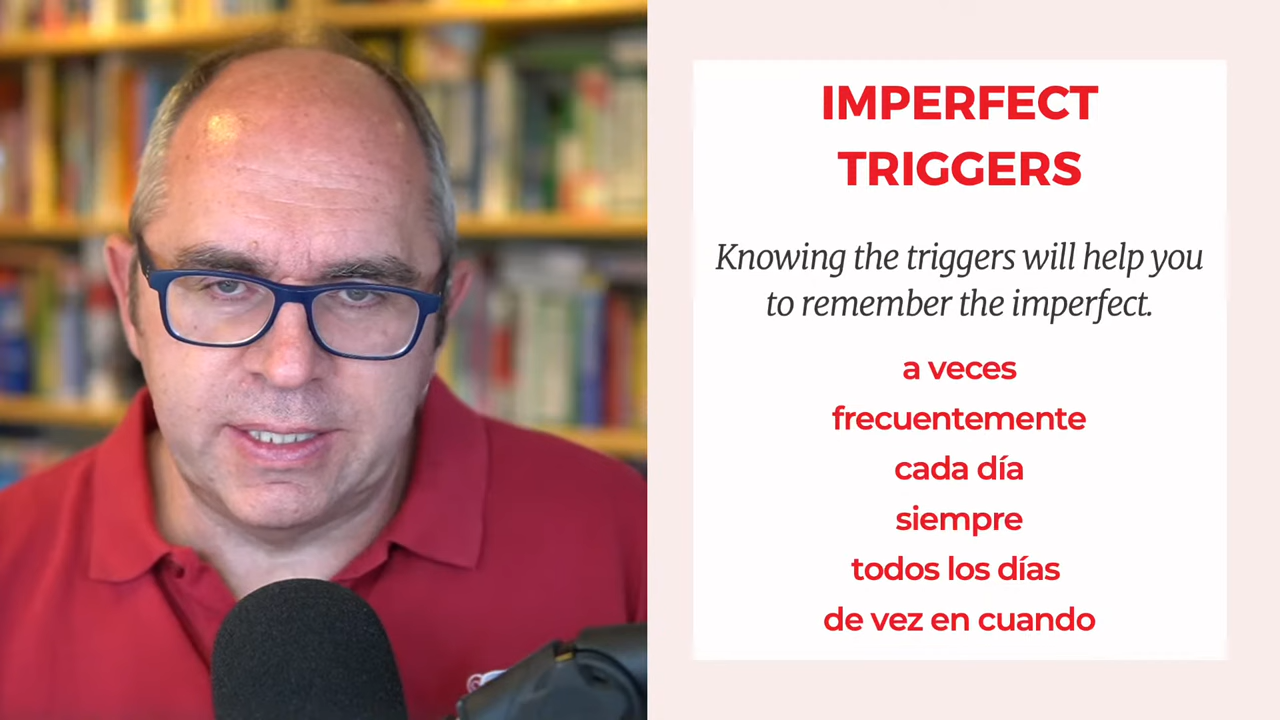 IMPERFECT
TRIGGERS
Knowing the triggers will help you
to remember the imperfect.
a veces
frecuentemente
cada día
siempre
todos los días
de vez en cuando